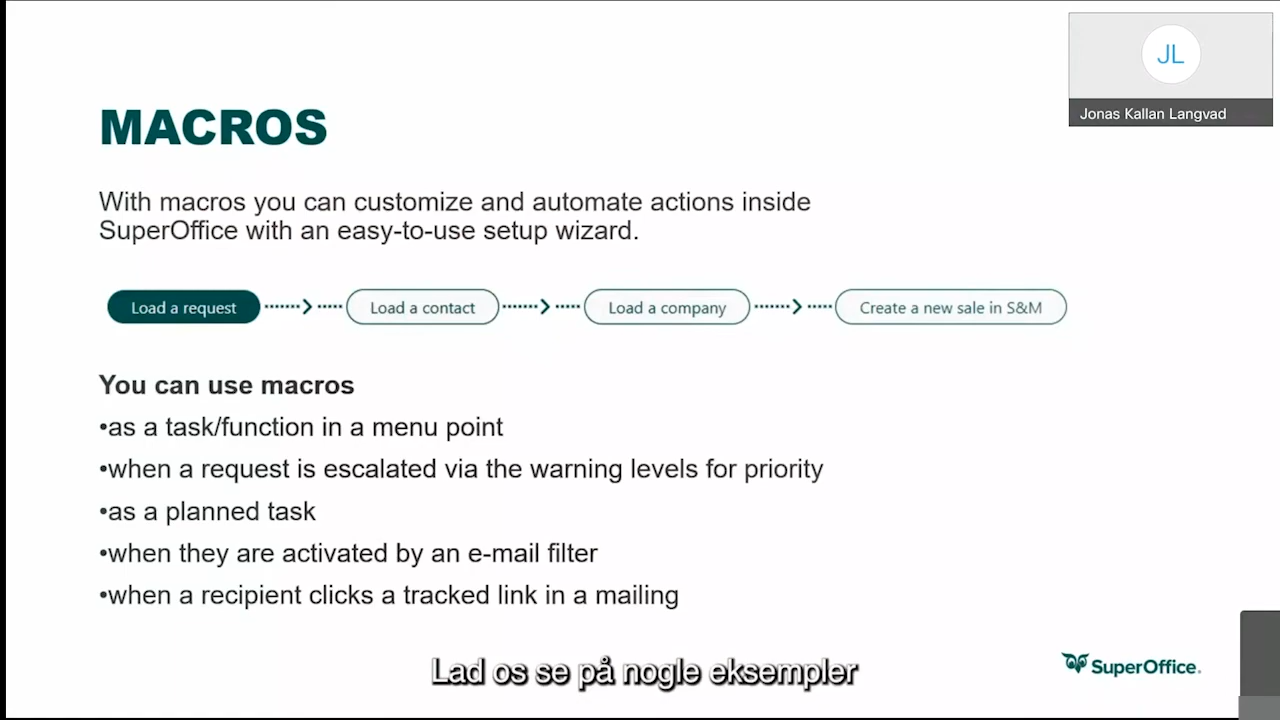 JL
Jonas Kallan Langvad
MACROS
With macros you can customize and automate actions inside
SuperOffice with an easy-to-use setup wizard.
Load a request
Load a contact
Load a company
Create a new sale in S&M
You can use macros
•as a task/function in a menu point
•when a request is escalated via the warning levels for priority
•as a planned task
•when they are activated by an e-mail filter
•when a recipient clicks a tracked link in a mailing
Lad os se på nogle eksempler
SuperOffice.